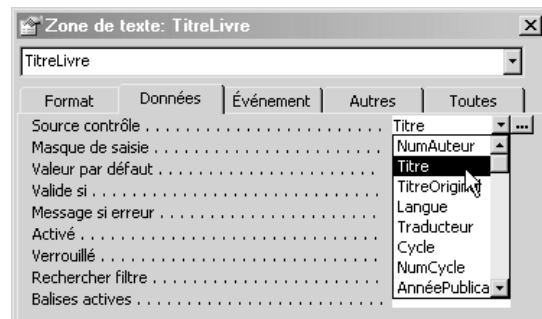 Zone de texte: TitreLivre
TitreLivre
Format Données Événement Autres Toutes
Source contrôle . . . . . . . . . . . . . . . . . . . . . . . . Titre
Masque de saisie . . . . . . . . . . . . . . . . . . . . . . . NumAuteur
Valeur par défaut . . . . . . . . . . . . . . . . . . . . . . Titre
Valide si . . . . . . . . . . . . . . . . . . . . . . . . . . . . TitreOriginal
Message si erreur . . . . . . . . . . . . . . . . . . . . . . Langue
Activé . . . . . . . . . . . . . . . . . . . . . . . . . . . . . . Traducteur
Verrouillé . . . . . . . . . . . . . . . . . . . . . . . . . . . Cycle
Rechercher filtre . . . . . . . . . . . . . . . . . . . . . . NumCycle
Balises actives . . . . . . . . . . . . . . . . . . . . . . . . AnnéePublica